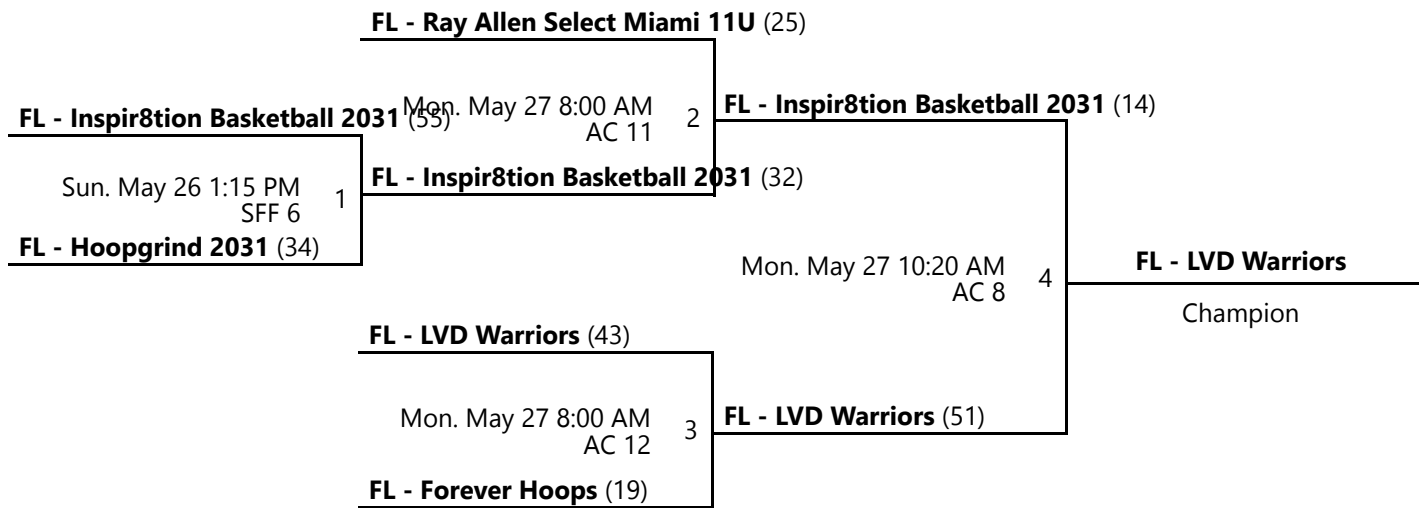 FL - Ray Allen Select Miami 11U (25)
FL - Inspir8tion Basketball 2031 (55)
Mon. May 27 8:00 AM
AC 11
2
FL - Inspir8tion Basketball 2031 (14)
Sun. May 26 1:15 PM
SFF 6
1
FL - Inspir8tion Basketball 2031 (32)
FL - Hoopgrind 2031 (34)
Mon. May 27 10:20 AM
AC 8
4
FL - LVD Warriors
Champion
FL - LVD Warriors (43)
Mon. May 27 8:00 AM
AC 12
3
FL - LVD Warriors (51)
FL - Forever Hoops (19)